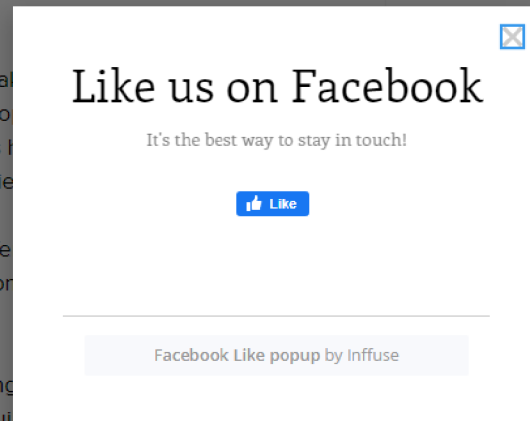 Like us on Facebook
It's the best way to stay in touch!
Like
Facebook Like popup by Inffuse